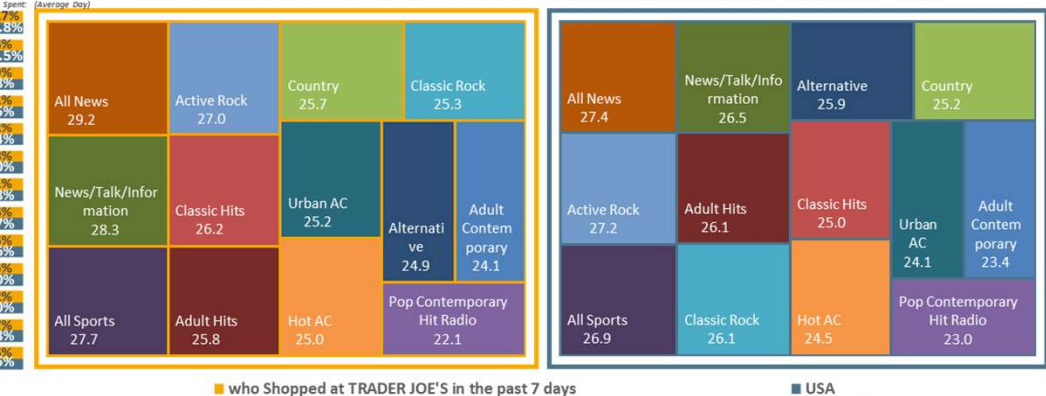 Spent: (Average Day)
All News
29.2
Active Rock
27.0
Country
25.7
Classic Rock
25.3
News/Talk/Infor
mation
28.3
Classic Hits
26.2
Urban AC
25.2
Alternati
ve
24.9
Adult
Contem
porary
24.1
All Sports
27.7
Adult Hits
25.8
Hot AC
25.0
Pop Contemporary
Hit Radio
22.1
All News
27.4
News/Talk/Info
rmation
26.5
Alternative
25.9
Country
25.2
Active Rock
27.2
Adult Hits
26.1
Classic Hits
25.0
Urban
AC
24.1
Adult
Contem
porary
23.4
All Sports
26.9
Classic Rock
26.1
Hot AC
24.5
Pop Contemporary
Hit Radio
23.0
who Shopped at TRADER JOE'S in the past 7 days
USA